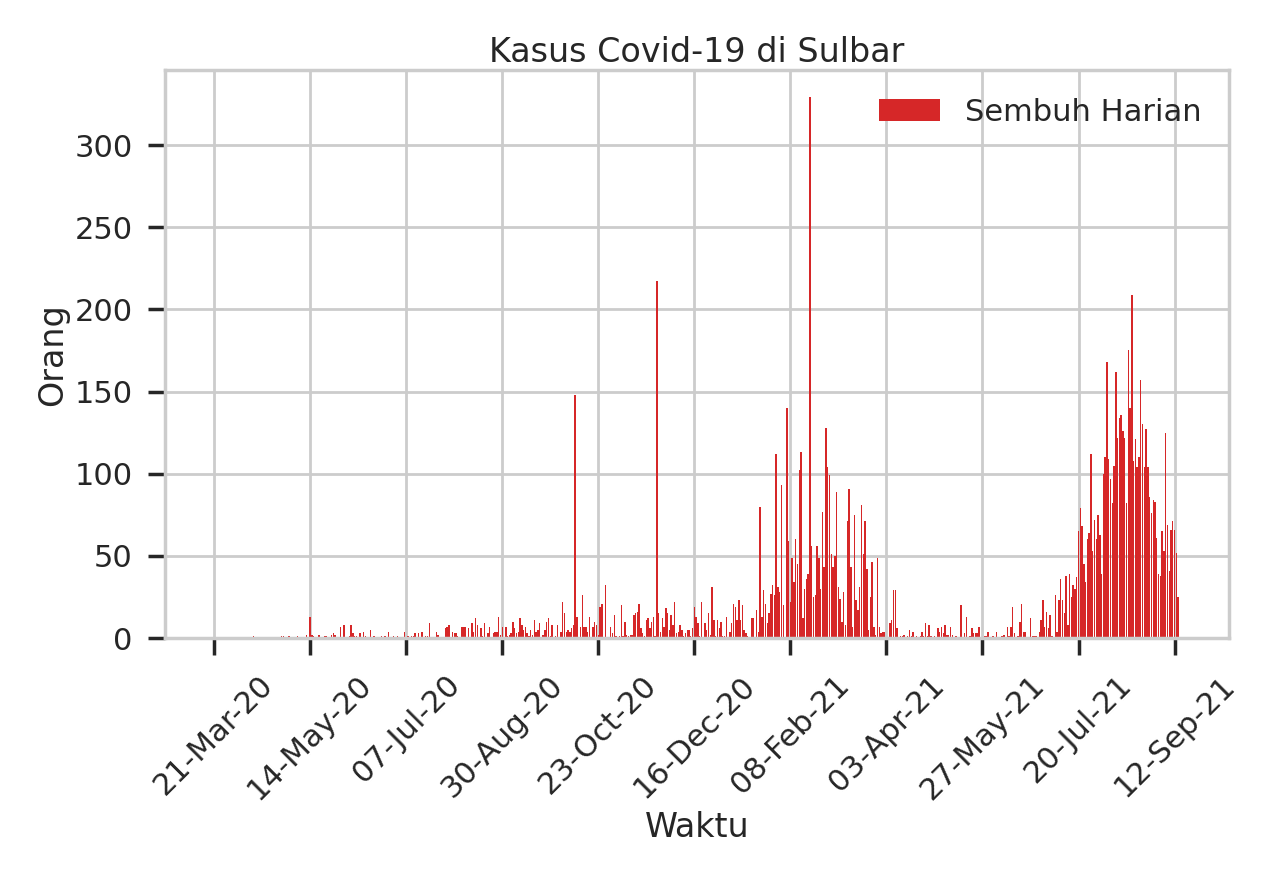 Kasus Covid-19 di Sulbar
Sembuh Harian
300
250
200
150
100
50
0
Orang
21-Mar-20
14-May-20
07-Jul-20
30-Aug-20
23-Oct-20
16-Dec-20
08-Feb-21
03-Apr-21
27-May-21
20-Jul-21
12-Sep-21
Waktu